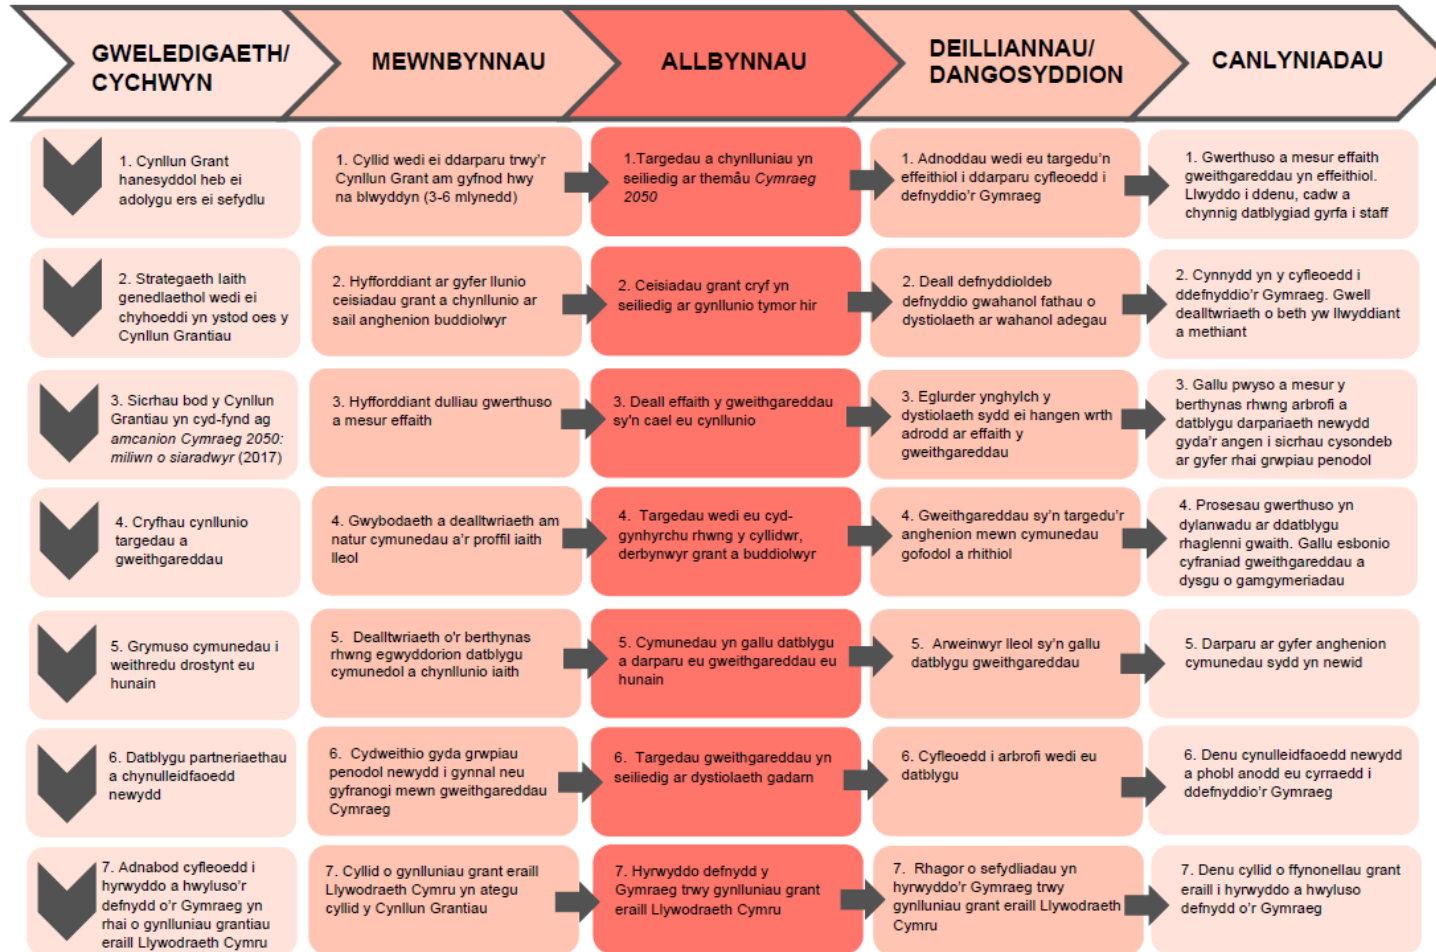 GWELEDIGAETH/
CYCHWYN
MEWNBYNNAU
ALLBYNNAU
DEILLIANNAU/
DANGOSYDDION
CANLYNIADAU
1. Cynllun Grant
hanesyddol heb ei
adolygu ers ei sefydlu
1. Cyllid wedi ei ddarparu trwy'r
Cynllun Grant am gyfnod hwy
na blwyddyn (3-6 mlynedd)
1.Targedau a chynlluniau yn
seiliedig ar themâu Cymraeg
2050
1. Adnoddau wedi eu targedu'n
effeithiol i ddarparu cyfleoedd i
defnyddio'r Gymraeg
1. Gwerthuso a mesur effaith
gweithgareddau yn effeithiol.
Llwyddo i ddenu, cadw a
chynnig datblygiad gyrfa i staff
2. Strategaeth Iaith
genedlaethol wedi ei
chyhoeddi yn ystod oes y
Cynllun Grantiau
2. Hyfforddiant ar gyfer llunio
ceisiadau grant a chynllunio ar
sail anghenion buddiolwyr
2. Ceisiadau grant cryf yn
seiliedig ar gynllunio tymor hir
2. Deall defnyddioldeb
defnyddio gwahanol fathau o
dystiolaeth ar wahanol adegau
2. Cynnydd yn y cyfleoedd i
ddefnyddio'r Gymraeg. Gwell
dealltwriaeth o beth yw llwyddiant
a methiant
3. Sicrhau bod y Cynllun
Grantiau yn cyd-fynd ag
amcanion Cymraeg 2050:
miliwn o siaradwyr (2017)
3. Hyfforddiant dulliau gwerthuso
a mesur effaith
3. Deall effaith y gweithgareddau
sy'n cael eu cynllunio
3. Eglurder ynghylch y
dystiolaeth sydd ei hangen wrth
adrodd ar effaith y
gweithgareddau
3. Gallu pwyso a mesur y
berthynas rhwng arbrofi a
datblygu darpariaeth newydd
gyda'r angen i sicrhau cysondeb
ar gyfer rhai grwpiau penodol
4. Cryfhau cynllunio
targedau a
gweithgareddau
4. Gwybodaeth a dealltwriaeth am
natur cymunedau a'r proffil iaith
lleol
4. Targedau wedi eu cyd-
gynhyrchu rhwng y cyllidwr,
derbynwyr grant a buddiolwyr
4. Gweithgareddau sy'n targedu'r
anghenion mewn cymunedau
gofodol a rhithiol
4. Prosesau gwerthuso yn
dylanwadu ar ddatblygu
rhaglenni gwaith. Gallu esbonio
cyfraniad gweithgareddau a
dysgu o gamgymeriadau
5. Grymuso cymunedau i
weithredu drostynt eu
hunain
5. Dealltwriaeth o'r berthynas
rhwng egwyddorion datblygu
cymunedol a chynllunio iaith
5. Cymunedau yn gallu datblygu
a darparu eu gweithgareddau eu
hunain
5. Arweinwyr lleol sy'n gallu
datblygu gweithgareddau
5. Darparu ar gyfer anghenion
cymunedau sydd yn newid
6. Datblygu partneriaethau
a chynulleidfaoedd
newydd
6. Cydweithio gyda grwpiau
penodol newydd i gynnal neu
gyfranogi mewn gweithgareddau
Cymraeg
6. Targedau gweithgareddau yn
seiliedig ar dystiolaeth gadarn
6. Cyfleoedd i arbrofi wedi eu
datblygu
6. Denu cynulleidfaoedd newydd
a phobl anodd eu cyrraedd i
ddefnyddio'r Gymraeg
7. Adnabod cyfleoedd i
hyrwyddo a hwyluso'r
defnydd o'r Gymraeg yn
rhai o gynlluniau grantiau
eraill Llywodraeth Cymru
7. Cyllid o gynlluniau grant eraill
Llywodraeth Cymru yn ategu
cyllid y Cynllun Grantiau
7. Hyrwyddo defnydd y
Gymraeg trwy gynlluniau grant
eraill Llywodraeth Cymru
7. Rhagor o sefydliadau yn
hyrwyddo'r Gymraeg trwy
gynlluniau grant eraill Llywodraeth
Cymru
7. Denu cyllid o ffynonellau grant
eraill i hyrwyddo a hwyluso
defnydd o'r Gymraeg